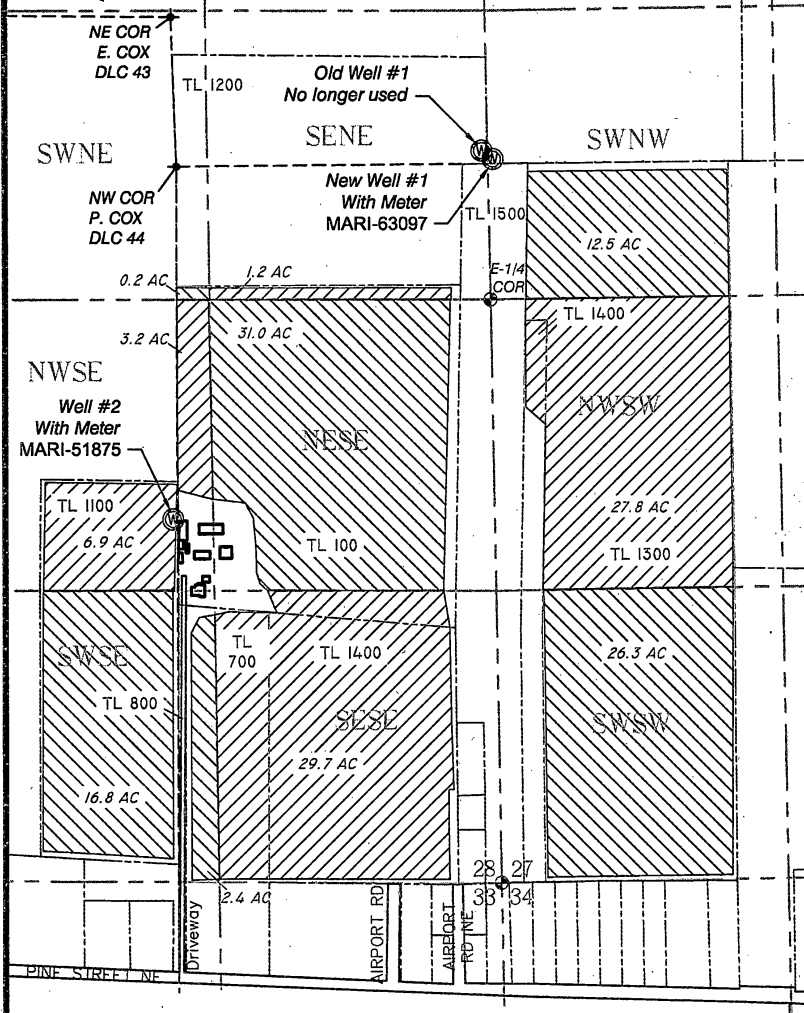 NE COR
E. COX
DLC 43
TL 1200
Old Well #1
No longer used
SWNE
SENE
SWNW
NW COR
P. COX
DLC 44
New Well #1
With Meter
MARI-63097
W
W
TL 1500
12.5 AC
E-1/4
COR
0.2 AC
1.2 AC
3.2 AC
31.0 AC
TL 1400
NWSE
Well #2
With Meter
MARI-51875
NESE
NWSW
TL 1100
W
6.9 AC
TL 100
27.8 AC
TL 1300
SWSE
TL
700
TL 1400
26.3 AC
TL 800
SESE
SWSW
29.7 AC
16.8 AC
28 27
33 34
2.4 AC
Driveway
AIRPORT RD
AIRPORT
RD NE
PINE STREET NE